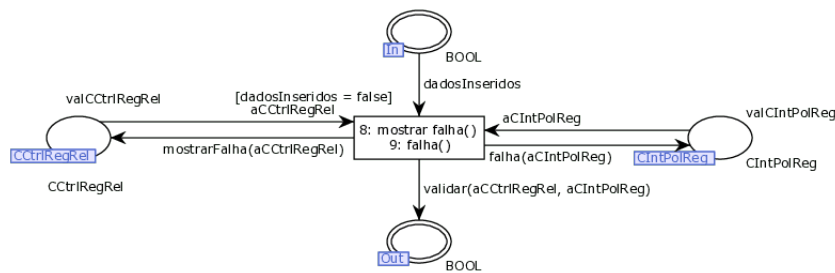 In
BOOL
dadosInseridos
valCCtrlRegRel
[dadosInseridos = false]
aCCtrlRegRel
aCIntPolReg
valCIntPolReg
8: mostrar falha()
9: falha()
CCtrlRegRel
mostrarFalha(aCCtrlRegRel)
falha(aCIntPolReg)
CIntPolReg
CIntPolReg
CCtrlRegRel
validar(aCCtrlRegRel, aCIntPolReg)
Out
BOOL